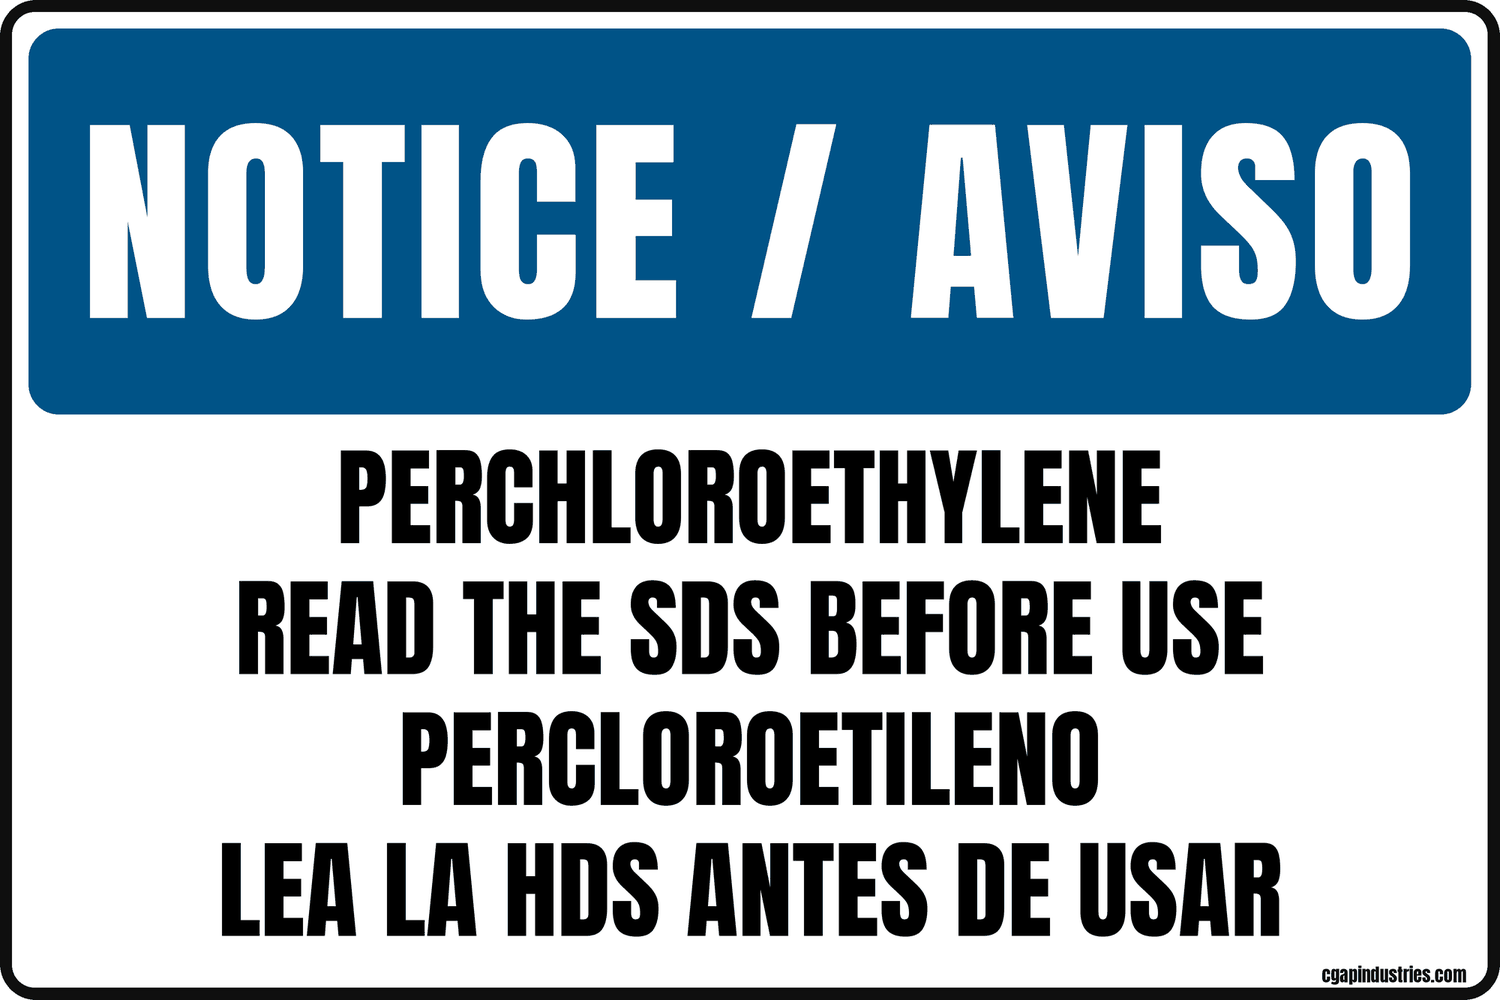 NOTICE / AVISO
PERCHLOROETHYLENE
READ THE SDS BEFORE USE
PERCLOROETILENO
LEA LA HDS ANTES DE USAR
cgapindustries.com